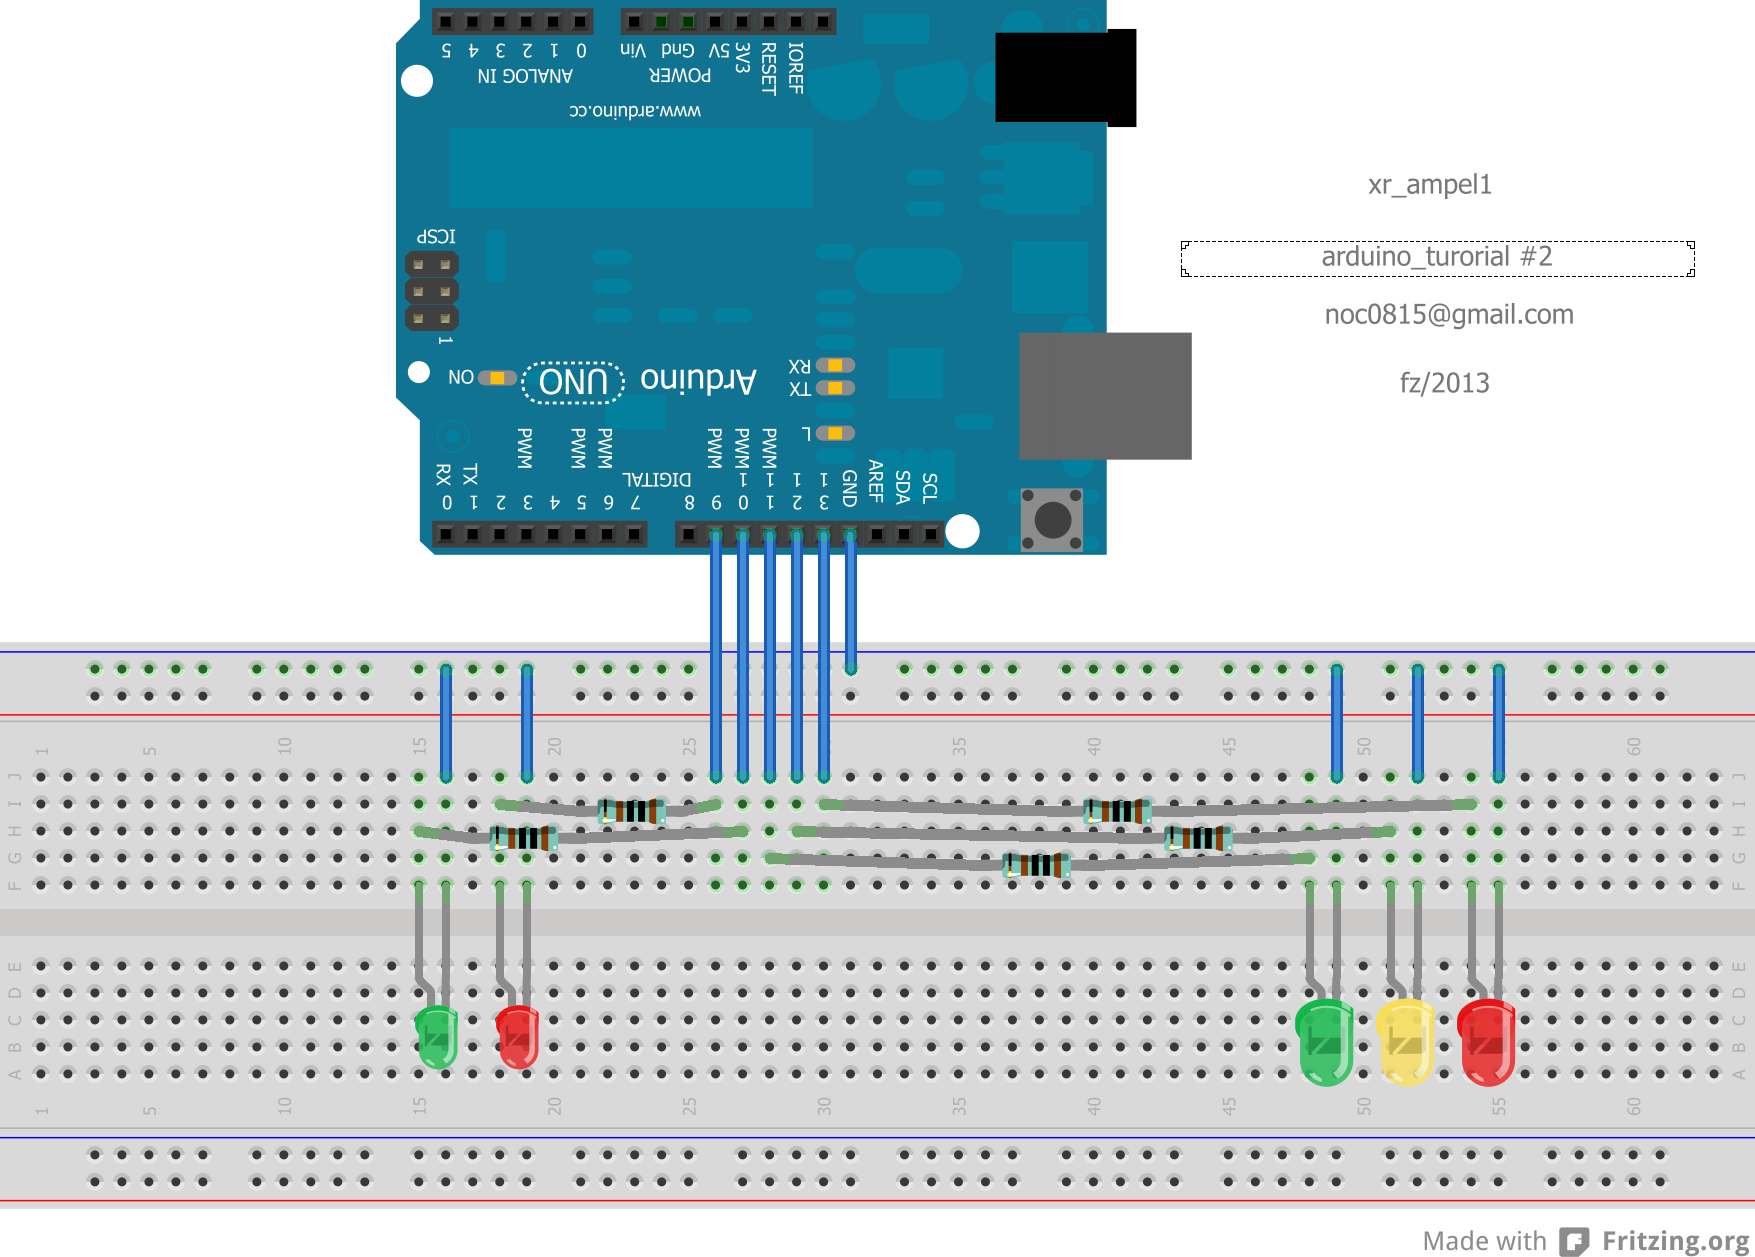 5 4 3 2 1 0 Vin Gnd 5V 3V3 RESET IOREF
ANALOG IN POWER
www.arduino.cc
xr_ampel1
ICSP
arduino_turorial #2
noc0815@gmail.com
1
ON UNO Arduino RX
TX
fz/2013
L
PWM PWM PWM PWM PWM PWM
RX TX DIGITAL GND AREF SDA SCL
0 1 2 3 4 5 6 7 8 9 10 11 12 13
1 5 10 15 20 25 35 40 45 50 60
J J
I I
H H
G G
F F
E E
D D
C C
B B
A A
1 5 10 15 20 25 30 35 40 45 50 55 60
Made with Fritzing.org